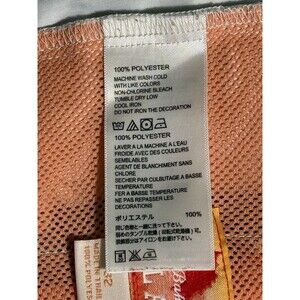 100% POLYESTER
MACHINE WASH COLD
WITH LIKE COLORS
NON-CHLORINE BLEACH
TUMBLE DRY LOW
COOL IRON
DO NOT IRON THE DECORATION
100% POLYESTER
LAVER A LA MACHINE A L'EAU
FROIDE AVEC DES COULEURS
SEMBLABLES
AGENT DE BLANCHIMENT SANS
CHLORE
SECHER PAR CULBUTAGE A BASSE
TEMPERATURE
FER A BASSE TEMPERATURE
NE PAS REPASSER LES
DECORATIONS
ポリエステル 100%
100% POLYE